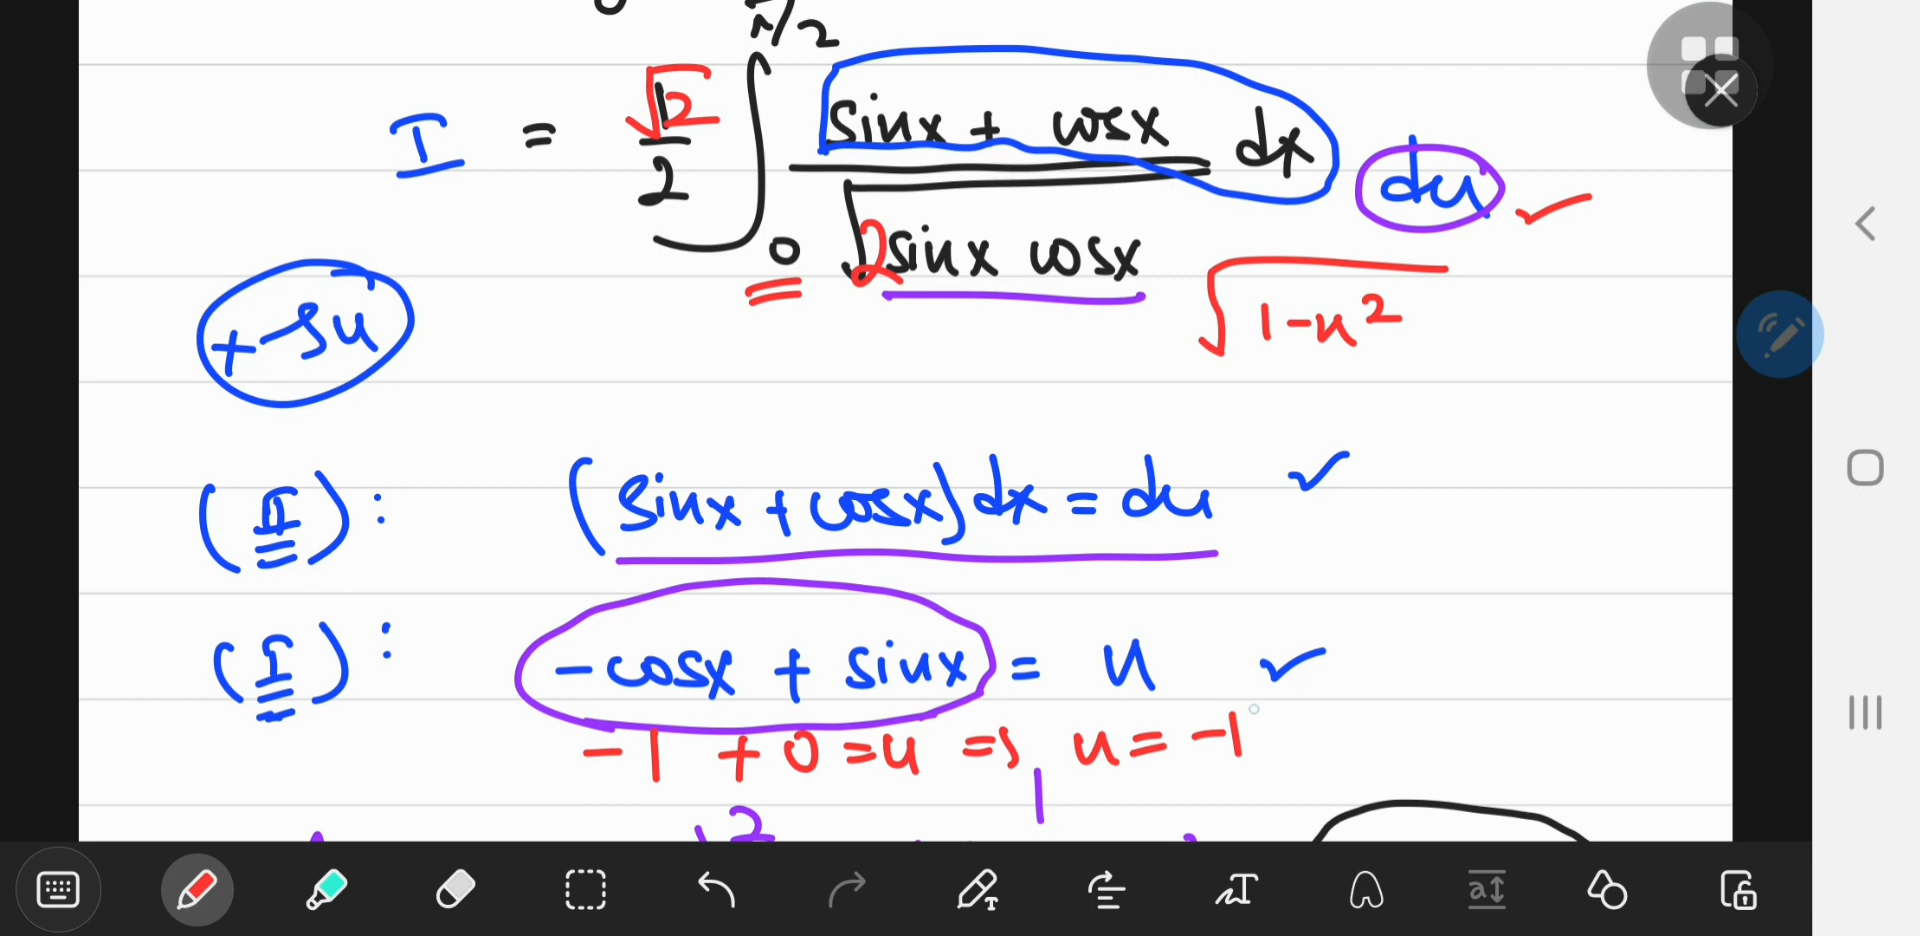 π/2
I = √2/2 ∫ sinx + cosx dx du ✓
0 √2sinx cosx √1-u²
(II): (sinx + cosx)dx = du ✓
(I): -cosx + sinx = u ✓
-1 + 0 = u => u = -1